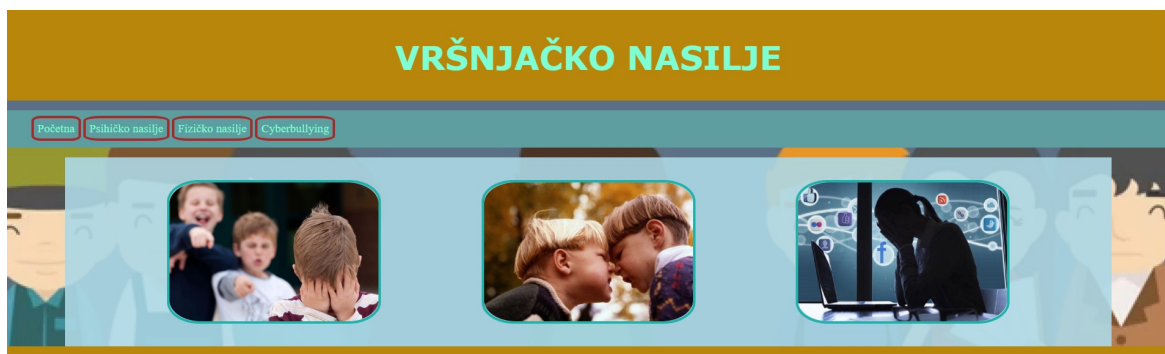 VRŠNJAČKO NASILJE
Početna Psihičko nasilje Fizičko nasilje Cyberbullying